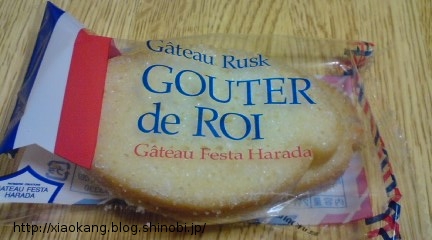 Gâteau Rusk
GOUTER
de ROI
Gâteau Festa Harada
GATEAU FESTA
HARADA
http://xiaokang.blog.shinobi.jp/